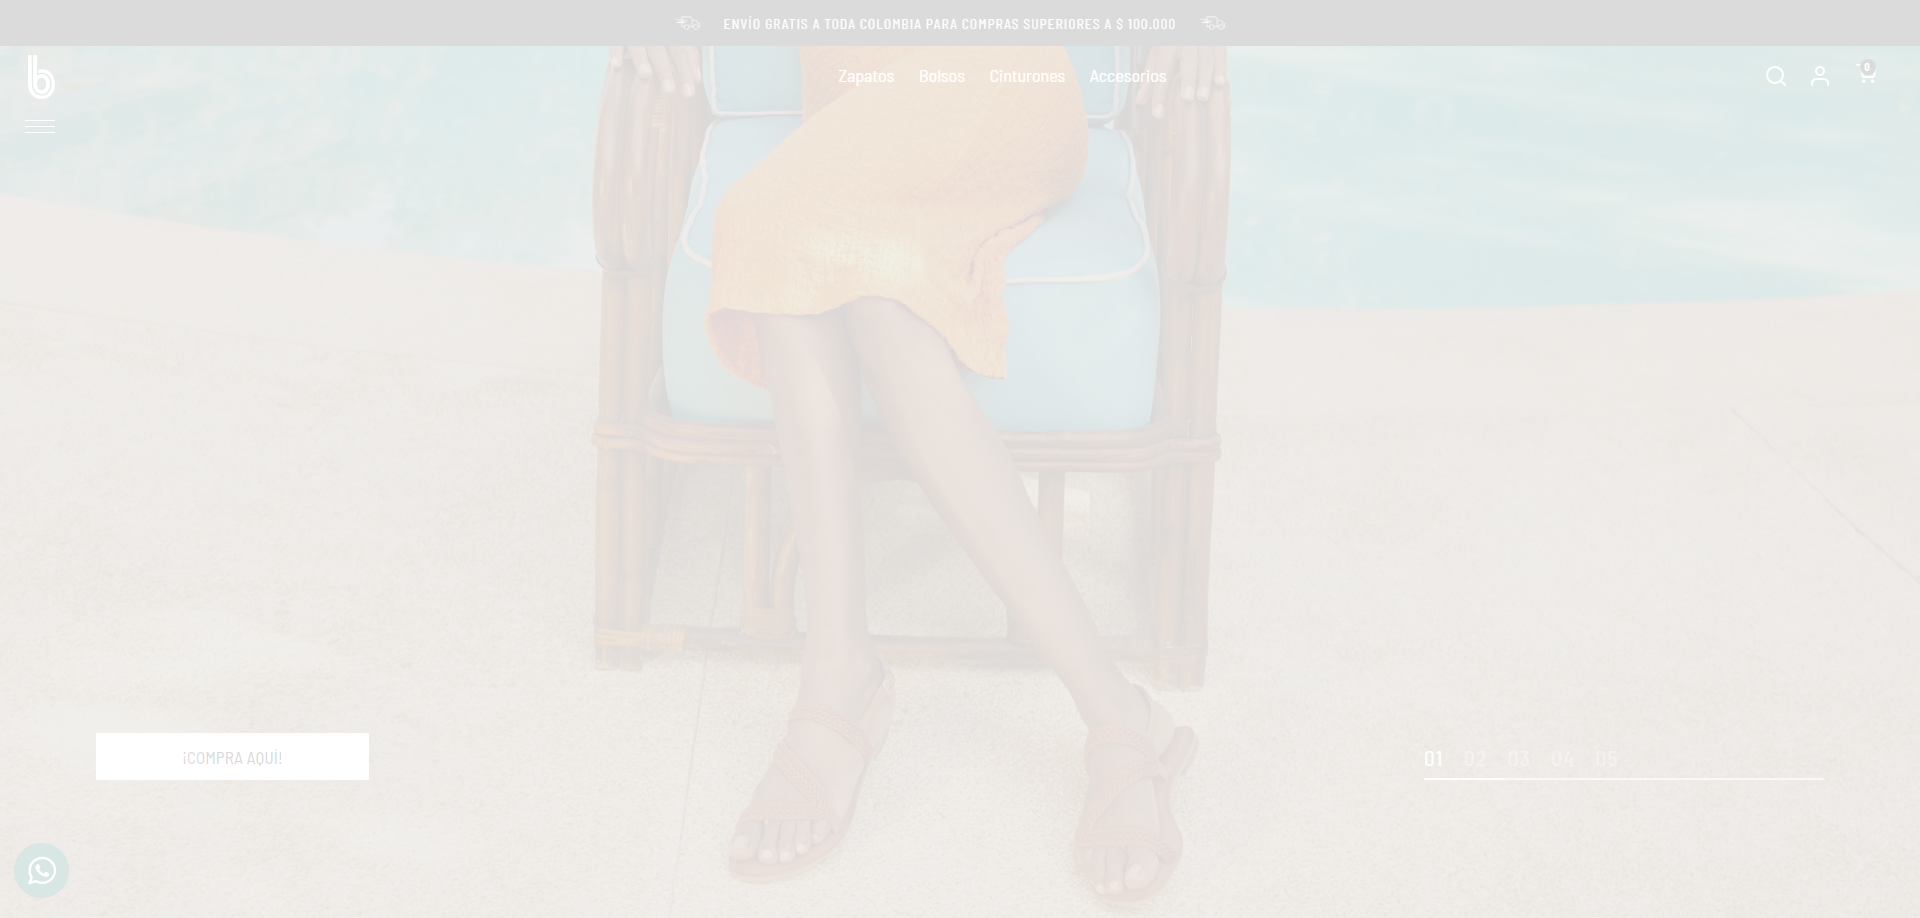 ENVÍO GRATIS A TODA COLOMBIA PARA COMPRAS SUPERIORES A $ 100.000
b
Zapatos Bolsos Cinturones Accesorios
0
¡COMPRA AQUÍ!
01 02 03 04 05